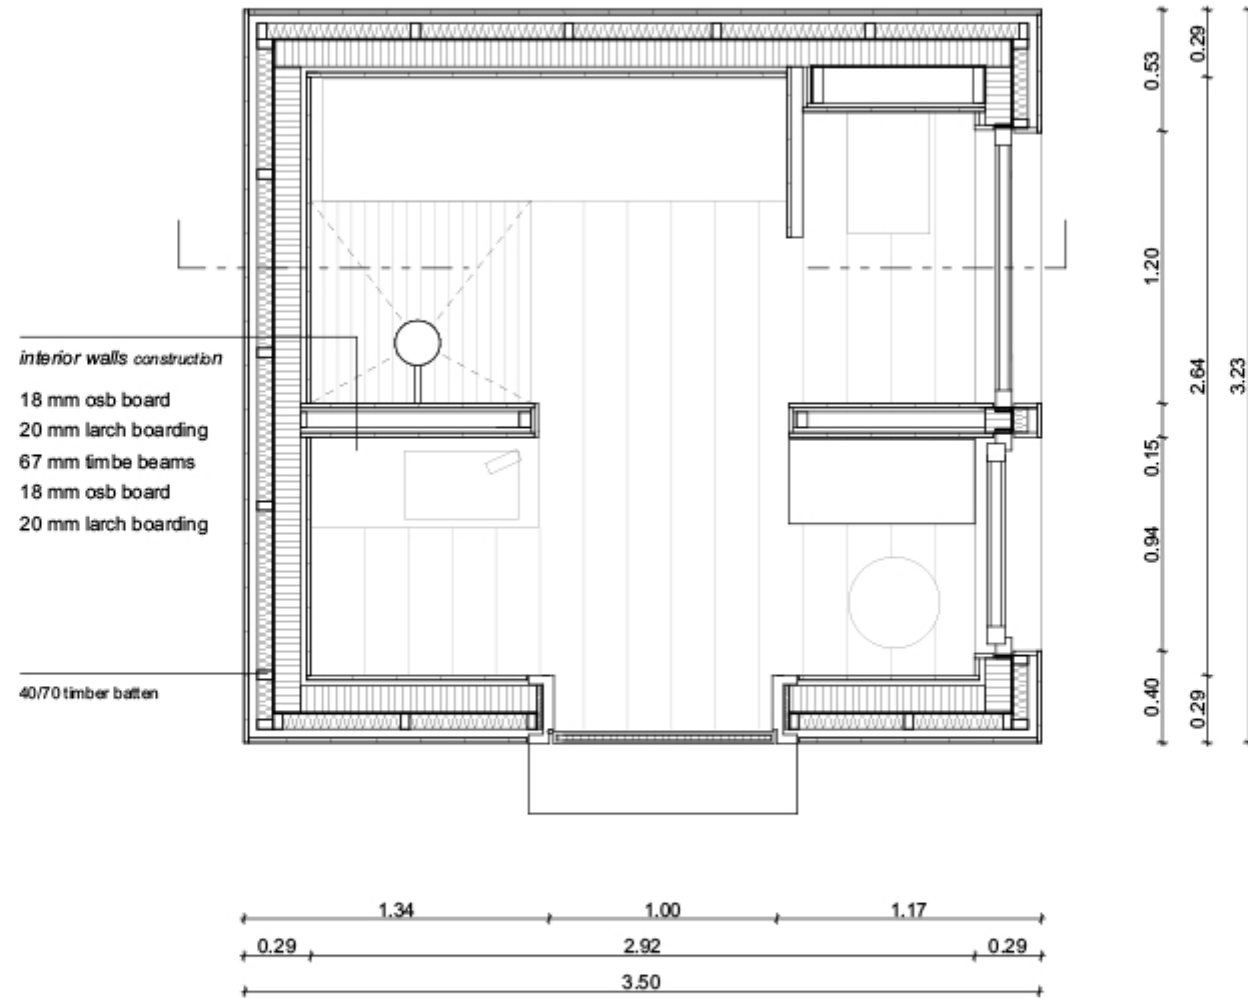 0.29
0.53
1.20
2.64
3.23
interior walls construction
18 mm osb board
20 mm larch boarding
67 mm timbe beams
18 mm osb board
20 mm larch boarding
0.15
0.94
40/70 timber batten
0.40
0.29
1.34 1.00 1.17
0.29 2.92 0.29
3.50